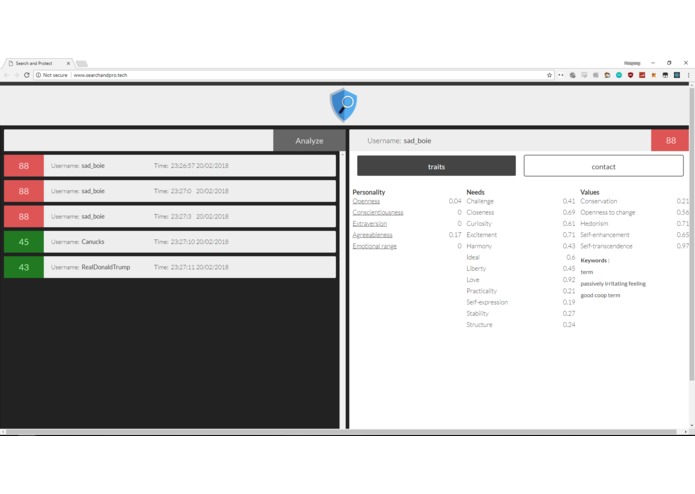 Search and Protect
Not secure | www.searchandpro.tech
Analyze
88 Username: sad_boie Time: 23:26:57 20/02/2018
88 Username: sad_boie Time: 23:27:0 20/02/2018
88 Username: sad_boie Time: 23:27:3 20/02/2018
45 Username: Canucks Time: 23:27:10 20/02/2018
43 Username: RealDonaldTrump Time: 23:27:11 20/02/2018
Username: sad_boie 88
traits contact
Personality
Openness 0.04
Conscientiousness 0
Extraversion 0
Agreeableness 0.17
Emotional range 0
Needs
Challenge 0.41
Closeness 0.69
Curiosity 0.61
Excitement 0.71
Harmony 0.43
Ideal 0.6
Liberty 0.45
Love 0.92
Practicality 0.21
Self-expression 0.19
Stability 0.27
Structure 0.24
Values
Conservation 0.21
Openness to change 0.56
Hedonism 0.71
Self-enhancement 0.65
Self-transcendence 0.97
Keywords :
term
passively irritating feeling
good coop term